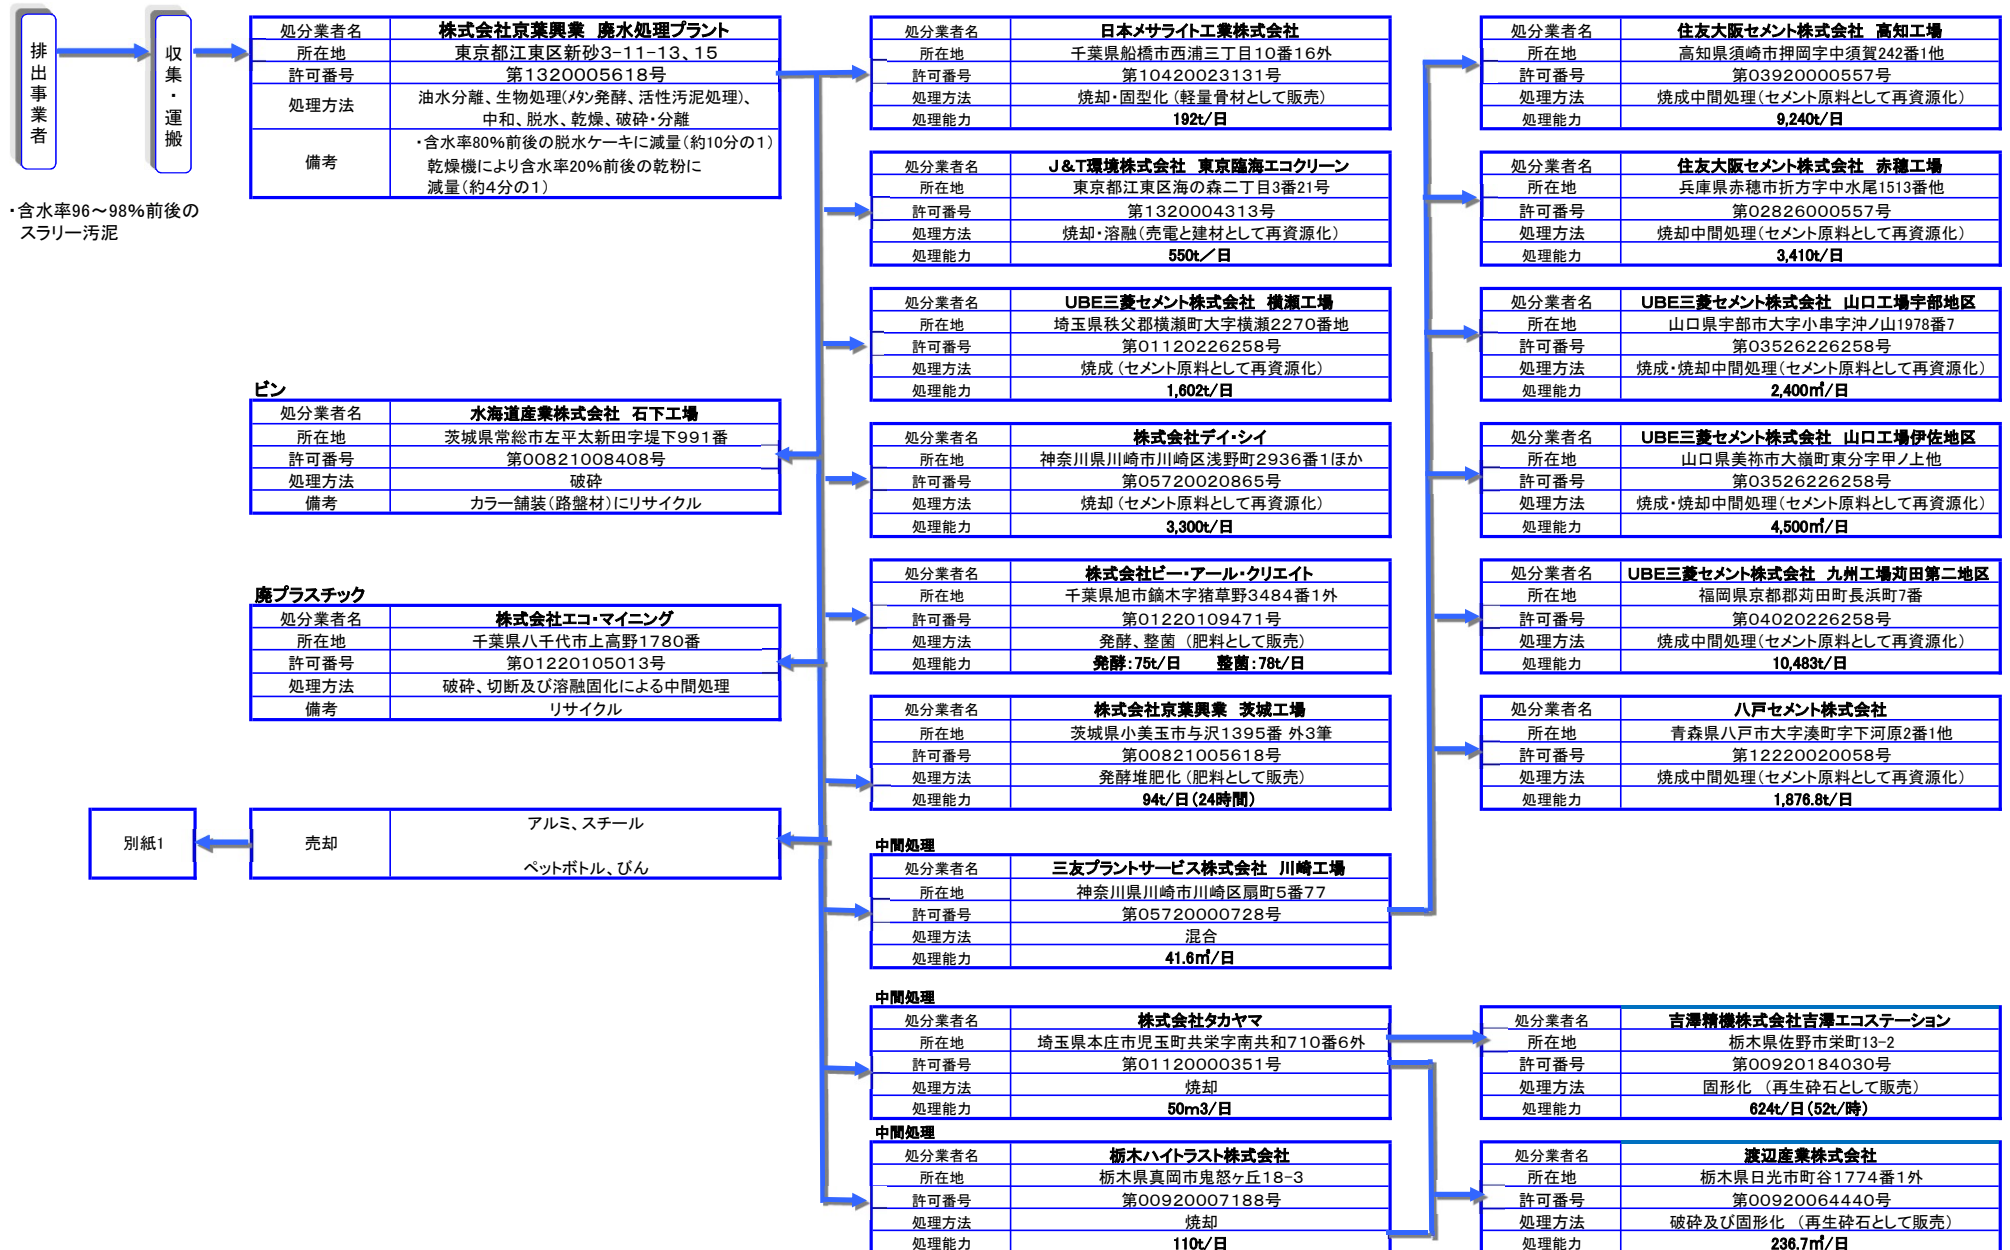 排出事業者
収集・運搬
・含水率96～98%前後の
スラリー汚泥
処分業者名 株式会社京葉興業 廃水処理プラント
所在地 東京都江東区新砂3-11-13、15
許可番号 第1320005618号
処理方法 油水分離、生物処理(メタン発酵、活性汚泥処理)、
中和、脱水、乾燥、破砕・分離
備考 ・含水率80%前後の脱水ケーキに減量(約10分の1)
乾燥機により含水率20%前後の乾粉に
減量(約4分の1)
ビン
処分業者名 水海道産業株式会社 石下工場
所在地 茨城県常総市左平太新田字堤下991番
許可番号 第00821008408号
処理方法 破砕
備考 カラー舗装(路盤材)にリサイクル
廃プラスチック
処分業者名 株式会社エコ・マイニング
所在地 千葉県八千代市上高野1780番
許可番号 第01220105013号
処理方法 破砕、切断及び溶融固化による中間処理
備考 リサイクル
別紙1
売却 アルミ、スチール
ペットボトル、びん
処分業者名 日本メサライト工業株式会社
所在地 千葉県船橋市西浦三丁目10番16外
許可番号 第10420023131号
処理方法 焼却・固型化(軽量骨材として販売)
処理能力 192t/日
処分業者名 J&T環境株式会社 東京臨海エコクリーン
所在地 東京都江東区海の森二丁目3番21号
許可番号 第1320004313号
処理方法 焼却・溶融(売電と建材として再資源化)
処理能力 550t／日
処分業者名 UBE三菱セメント株式会社 横瀬工場
所在地 埼玉県秩父郡横瀬町大字横瀬2270番地
許可番号 第01120226258号
処理方法 焼成(セメント原料として再資源化)
処理能力 1,602t/日
処分業者名 株式会社デイ・シイ
所在地 神奈川県川崎市川崎区浅野町2936番1ほか
許可番号 第05720020865号
処理方法 焼却(セメント原料として再資源化)
処理能力 3,300t/日
処分業者名 株式会社ビー・アール・クリエイト
所在地 千葉県旭市鏑木字猪草野3484番1外
許可番号 第01220109471号
処理方法 発酵、整菌 (肥料として販売)
処理能力 発酵:75t/日 整菌:78t/日
処分業者名 株式会社京葉興業 茨城工場
所在地 茨城県小美玉市与沢1395番 外3筆
許可番号 第00821005618号
処理方法 発酵堆肥化(肥料として販売)
処理能力 94t/日(24時間)
中間処理
処分業者名 三友プラントサービス株式会社 川崎工場
所在地 神奈川県川崎市川崎区扇町5番77
許可番号 第05720000728号
処理方法 混合
処理能力 41.6㎥/日
中間処理
処分業者名 株式会社タカヤマ
所在地 埼玉県本庄市児玉町共栄字南共和710番6外
許可番号 第01120000351号
処理方法 焼却
処理能力 50m3/日
中間処理
処分業者名 栃木ハイトラスト株式会社
所在地 栃木県真岡市鬼怒ヶ丘18-3
許可番号 第00920007188号
処理方法 焼却
処理能力 110t/日
処分業者名 住友大阪セメント株式会社 高知工場
所在地 高知県須崎市押岡字中須賀242番1他
許可番号 第03920000557号
処理方法 焼成中間処理(セメント原料として再資源化)
処理能力 9,240t/日
処分業者名 住友大阪セメント株式会社 赤穂工場
所在地 兵庫県赤穂市折方字中水尾1513番他
許可番号 第02826000557号
処理方法 焼却中間処理(セメント原料として再資源化)
処理能力 3,410t/日
処分業者名 UBE三菱セメント株式会社 山口工場宇部地区
所在地 山口県宇部市大字小串字沖ノ山1978番7
許可番号 第03526226258号
処理方法 焼成・焼却中間処理(セメント原料として再資源化)
処理能力 2,400㎥/日
処分業者名 UBE三菱セメント株式会社 山口工場伊佐地区
所在地 山口県美祢市大嶺町東分字甲ノ上他
許可番号 第03526226258号
処理方法 焼成・焼却中間処理(セメント原料として再資源化)
処理能力 4,500㎥/日
処分業者名 UBE三菱セメント株式会社 九州工場苅田第二地区
所在地 福岡県京都郡苅田町長浜町7番
許可番号 第04020226258号
処理方法 焼成中間処理(セメント原料として再資源化)
処理能力 10,483t/日
処分業者名 八戸セメント株式会社
所在地 青森県八戸市大字湊町字下河原2番1他
許可番号 第12220020058号
処理方法 焼成中間処理(セメント原料として再資源化)
処理能力 1,876.8t/日
処分業者名 吉澤精機株式会社吉澤エコステーション
所在地 栃木県佐野市栄町13-2
許可番号 第00920184030号
処理方法 固形化 (再生砕石として販売)
処理能力 624t/日(52t/時)
処分業者名 渡辺産業株式会社
所在地 栃木県日光市町谷1774番1外
許可番号 第00920064440号
処理方法 破砕及び固形化 (再生砕石として販売)
処理能力 236.7㎥/日